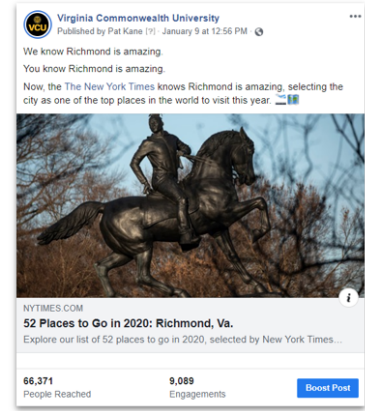 VCU
Virginia Commonwealth University
Published by Pat Kane [?] · January 9 at 12:56 PM ·
We know Richmond is amazing.
You know Richmond is amazing.
Now, the The New York Times knows Richmond is amazing, selecting the
city as one of the top places in the world to visit this year.
i
NYTIMES.COM
52 Places to Go in 2020: Richmond, Va.
Explore our list of 52 places to go in 2020, selected by New York Times...
66,371
People Reached
9,089
Engagements
Boost Post